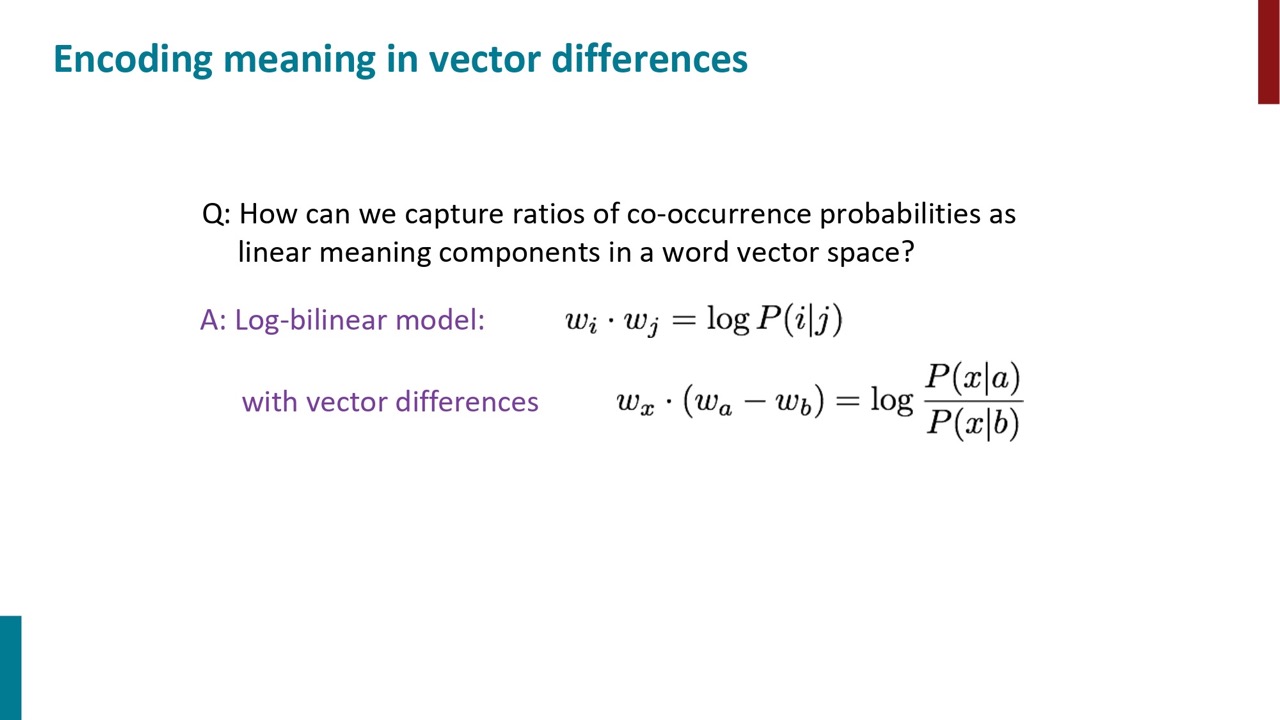 Encoding meaning in vector differences
Q: How can we capture ratios of co-occurrence probabilities as
linear meaning components in a word vector space?
A: Log-bilinear model: $w_i \cdot w_j = \log P(i|j)$
with vector differences $w_x \cdot (w_a - w_b) = \log \frac{P(x|a)}{P(x|b)}$